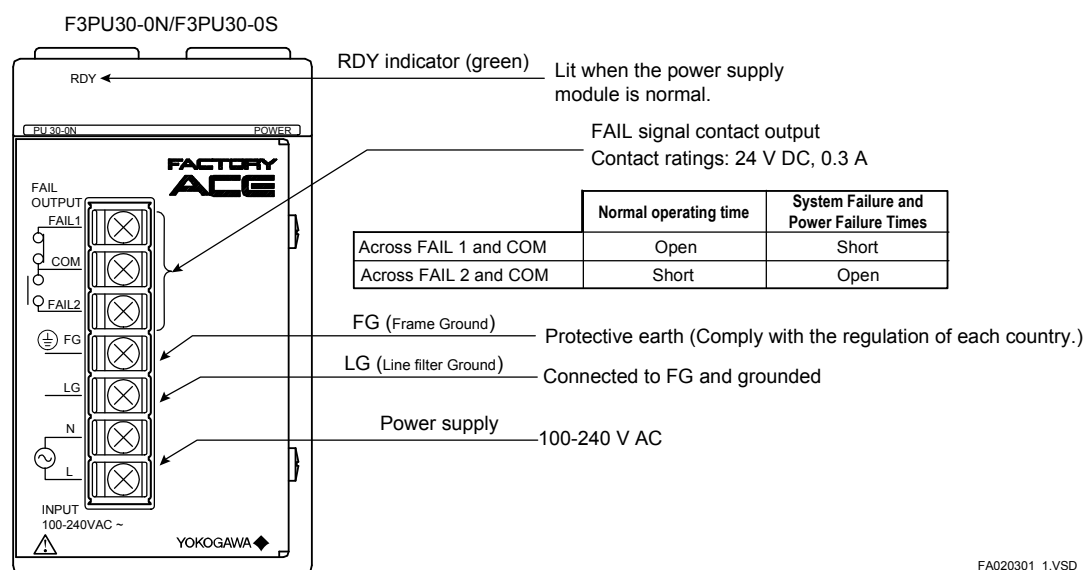 F3PU30-0N/F3PU30-0S
RDY
RDY indicator (green)
Lit when the power supply
module is normal.
PU 30-0N
POWER
FACTORY
ACE
FAIL signal contact output
Contact ratings: 24 V DC, 0.3 A
Normal operating time
System Failure and
Power Failure Times
Across FAIL 1 and COM
Open
Short
Across FAIL 2 and COM
Short
Open
FAIL
OUTPUT
FAIL1
COM
FAIL2
FG
LG
N
L
INPUT
100-240VAC ~
YOKOGAWA
FG (Frame Ground)
Protective earth (Comply with the regulation of each country.)
LG (Line filter Ground)
Connected to FG and grounded
Power supply
100-240 V AC
FA020301_1.VSD